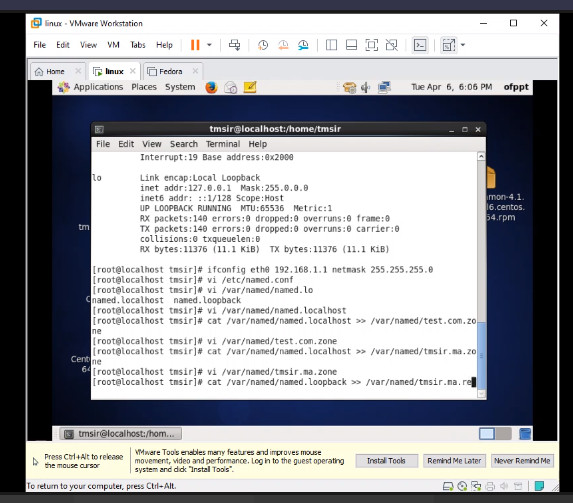 linux - VMware Workstation
File Edit View VM Tabs Help
Home linux Fedora
Applications Places System Tue Apr 6, 6:06 PM ofppt
tmsir@localhost:/home/tmsir
File Edit View Search Terminal Help
Interrupt:19 Base address:0x2000
lo Link encap:Local Loopback
inet addr:127.0.0.1 Mask:255.0.0.0
inet6 addr: ::1/128 Scope:Host
UP LOOPBACK RUNNING MTU:65536 Metric:1
RX packets:140 errors:0 dropped:0 overruns:0 frame:0
TX packets:140 errors:0 dropped:0 overruns:0 carrier:0
collisions:0 txqueuelen:0
RX bytes:11376 (11.1 KiB) TX bytes:11376 (11.1 KiB)
[root@localhost tmsir]# ifconfig eth0 192.168.1.1 netmask 255.255.255.0
[root@localhost tmsir]# vi /etc/named.conf
[root@localhost tmsir]# vi /var/named/named.lo
named.localhost named.loopback
[root@localhost tmsir]# vi /var/named/named.localhost
[root@localhost tmsir]# cat /var/named/named.localhost >> /var/named/test.com.zo
ne
[root@localhost tmsir]# vi /var/named/test.com.zone
[root@localhost tmsir]# cat /var/named/named.localhost >> /var/named/tmsir.ma.zo
ne
[root@localhost tmsir]# vi /var/named/tmsir.ma.zone
[root@localhost tmsir]# cat /var/named/named.loopback >> /var/named/tmsir.ma.re
mon-4.1.
l6.centos.
64.rpm
tm
Cent
64
tmsir@localhost:/hom...
Press Ctrl+Alt to release
the mouse cursor
VMware Tools enables many features and improves mouse
movement, video and performance. Log in to the guest operating
system and click "Install Tools".
Install Tools Remind Me Later Never Remind Me
To return to your computer, press Ctrl+Alt.